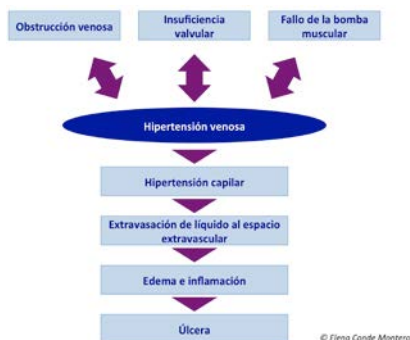 Obstrucción venosa
Insuficiencia
valvular
Fallo de la bomba
muscular
Hipertensión venosa
Hipertensión capilar
Extravasación de líquido al espacio
extravascular
Edema e inflamación
Úlcera
© Elena Conde Montero